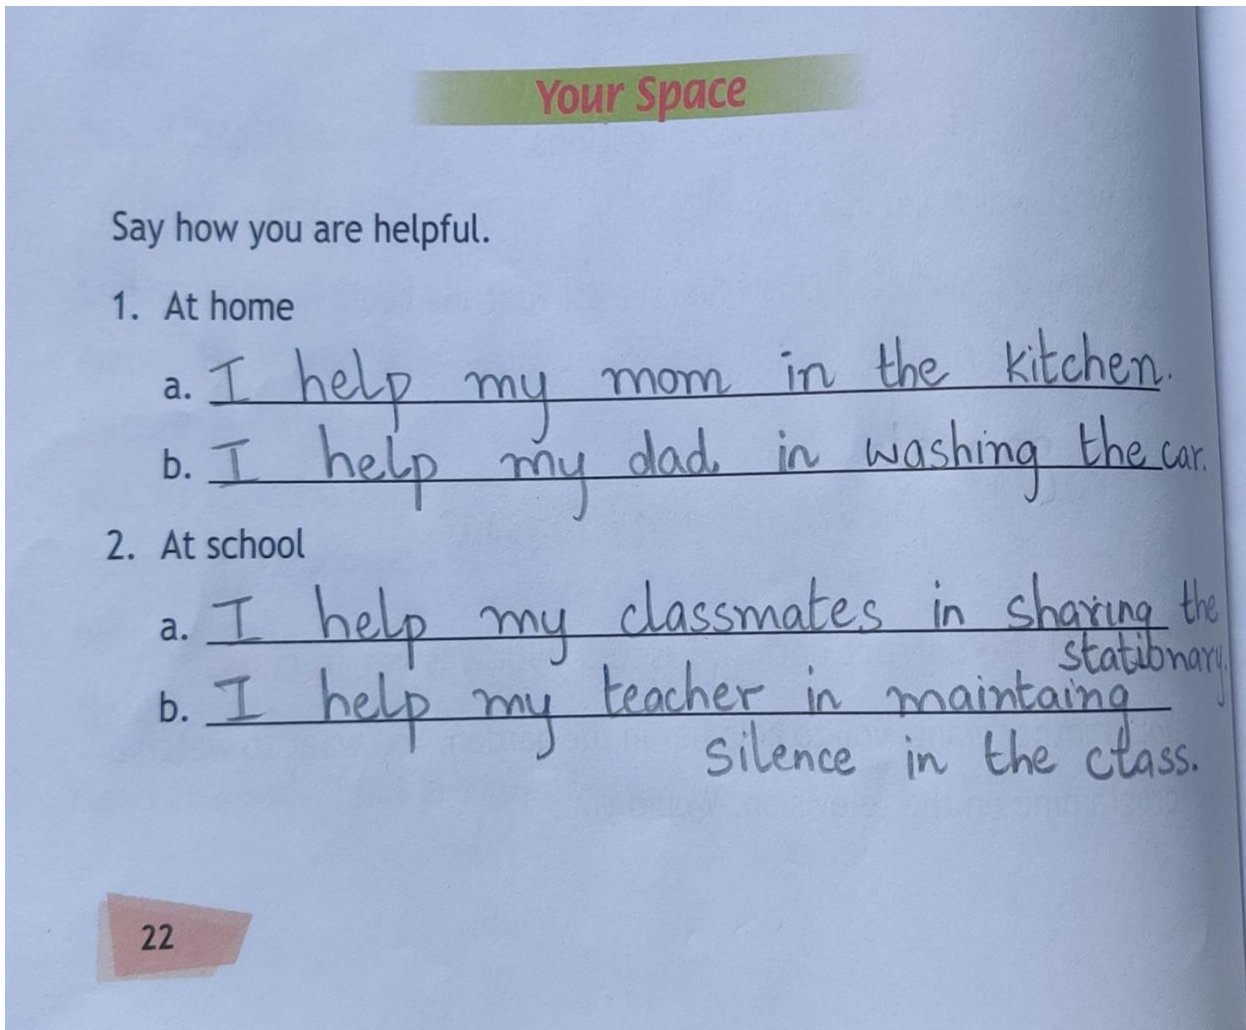 Your Space
Say how you are helpful.
1. At home
a. I help my mom in the kitchen.
b. I help my dad in washing the car.
2. At school
a. I help my classmates in sharing the
stationary.
b. I help my teacher in maintaing
silence in the class.
22